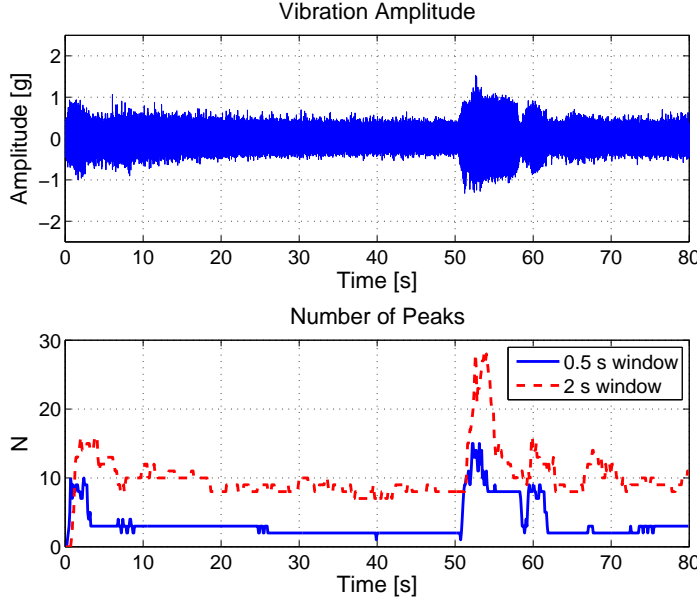 Vibration Amplitude
2
1
0
−1
−2
Amplitude [g]
0 10 20 30 40 50 60 70 80
Time [s]
Number of Peaks
30
20
10
0
N
0.5 s window
2 s window
0 10 20 30 40 50 60 70 80
Time [s]